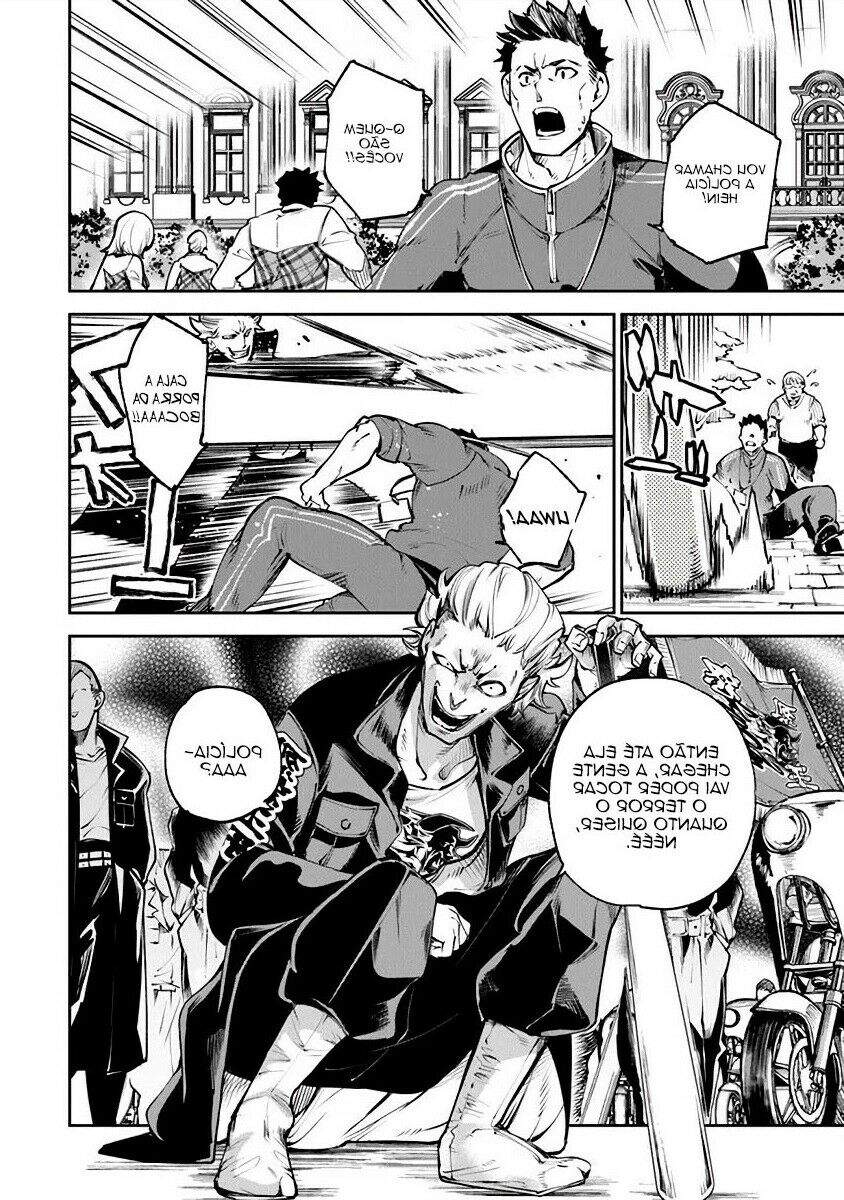 Q-QUEM
SÃO
VOCÊS!!
VOU CHAMAR
A POLÍCIA
HEIN!
CALA A
PORRA DA
BOCAAA!!
UWAA!
POLÍCIA-
AAA?
ENTÃO ATÉ ELA
CHEGAR, A GENTE
VAI PODER TOCAR
O TERROR O
QUANTO QUISER,
NÉÉÉ.